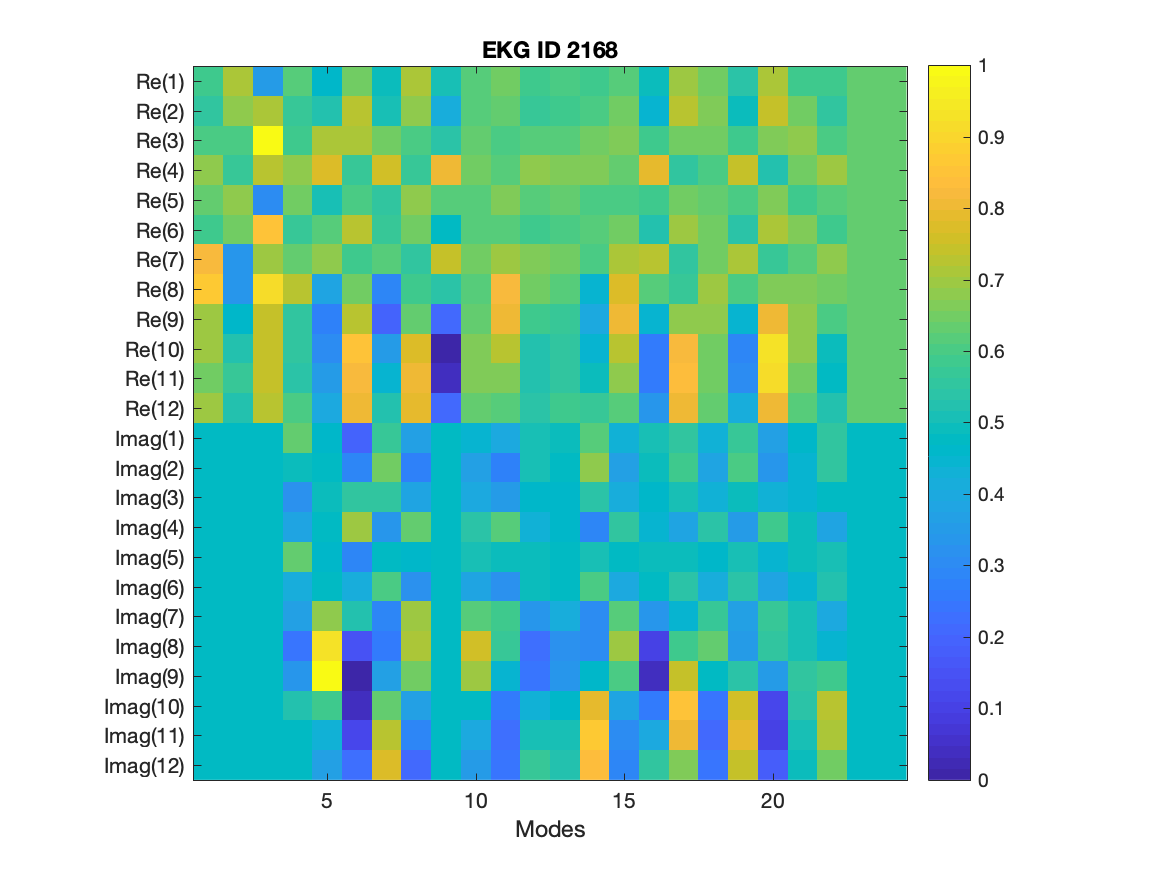 EKG ID 2168
Re(1)
Re(2)
Re(3)
Re(4)
Re(5)
Re(6)
Re(7)
Re(8)
Re(9)
Re(10)
Re(11)
Re(12)
Imag(1)
Imag(2)
Imag(3)
Imag(4)
Imag(5)
Imag(6)
Imag(7)
Imag(8)
Imag(9)
Imag(10)
Imag(11)
Imag(12)
5 10 15 20
Modes
1
0.9
0.8
0.7
0.6
0.5
0.4
0.3
0.2
0.1
0